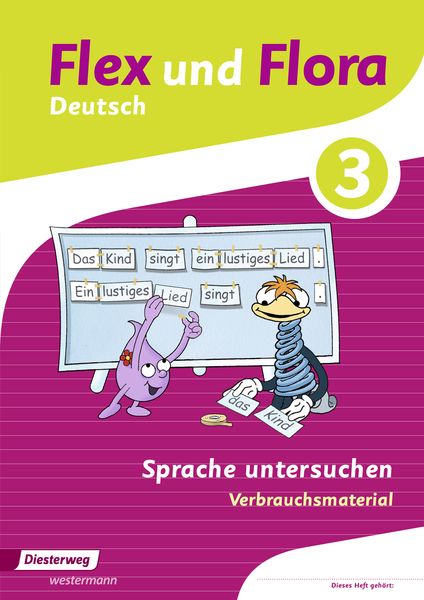 Flex und Flora
Deutsch
3
Das Kind singt ein lustiges Lied .
Ein lustiges Lied singt .
das Kind
Sprache untersuchen
Verbrauchsmaterial
Diesterweg
westermann
Dieses Heft gehört: